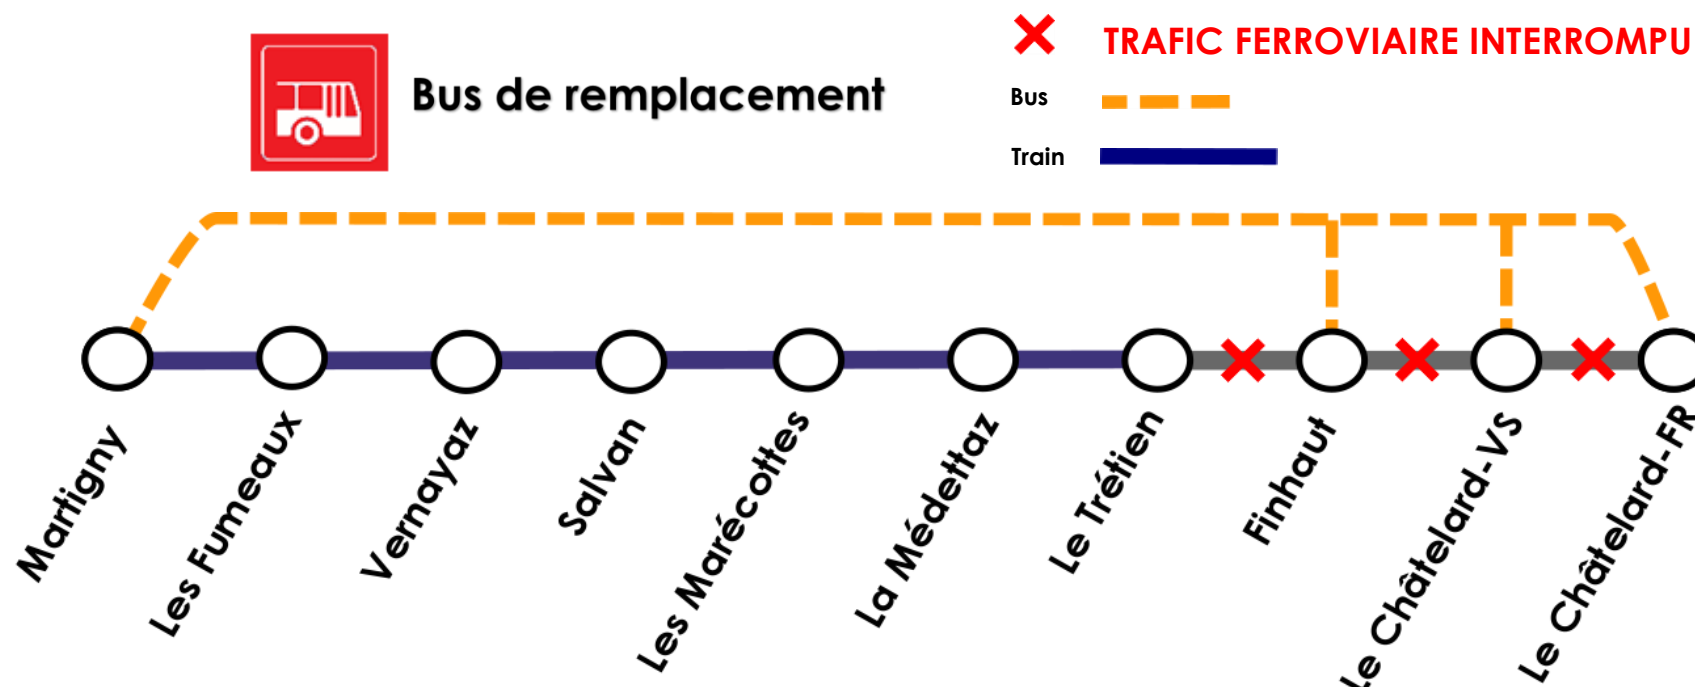 TRAFIC FERROVIAIRE INTERROMPU
Bus de remplacement
Bus
Train
Martigny
Les Fumeaux
Vernayaz
Salvan
Les Marécottes
La Médettaz
Le Trétien
Finhaut
Le Châtelard-VS
Le Châtelard-FR